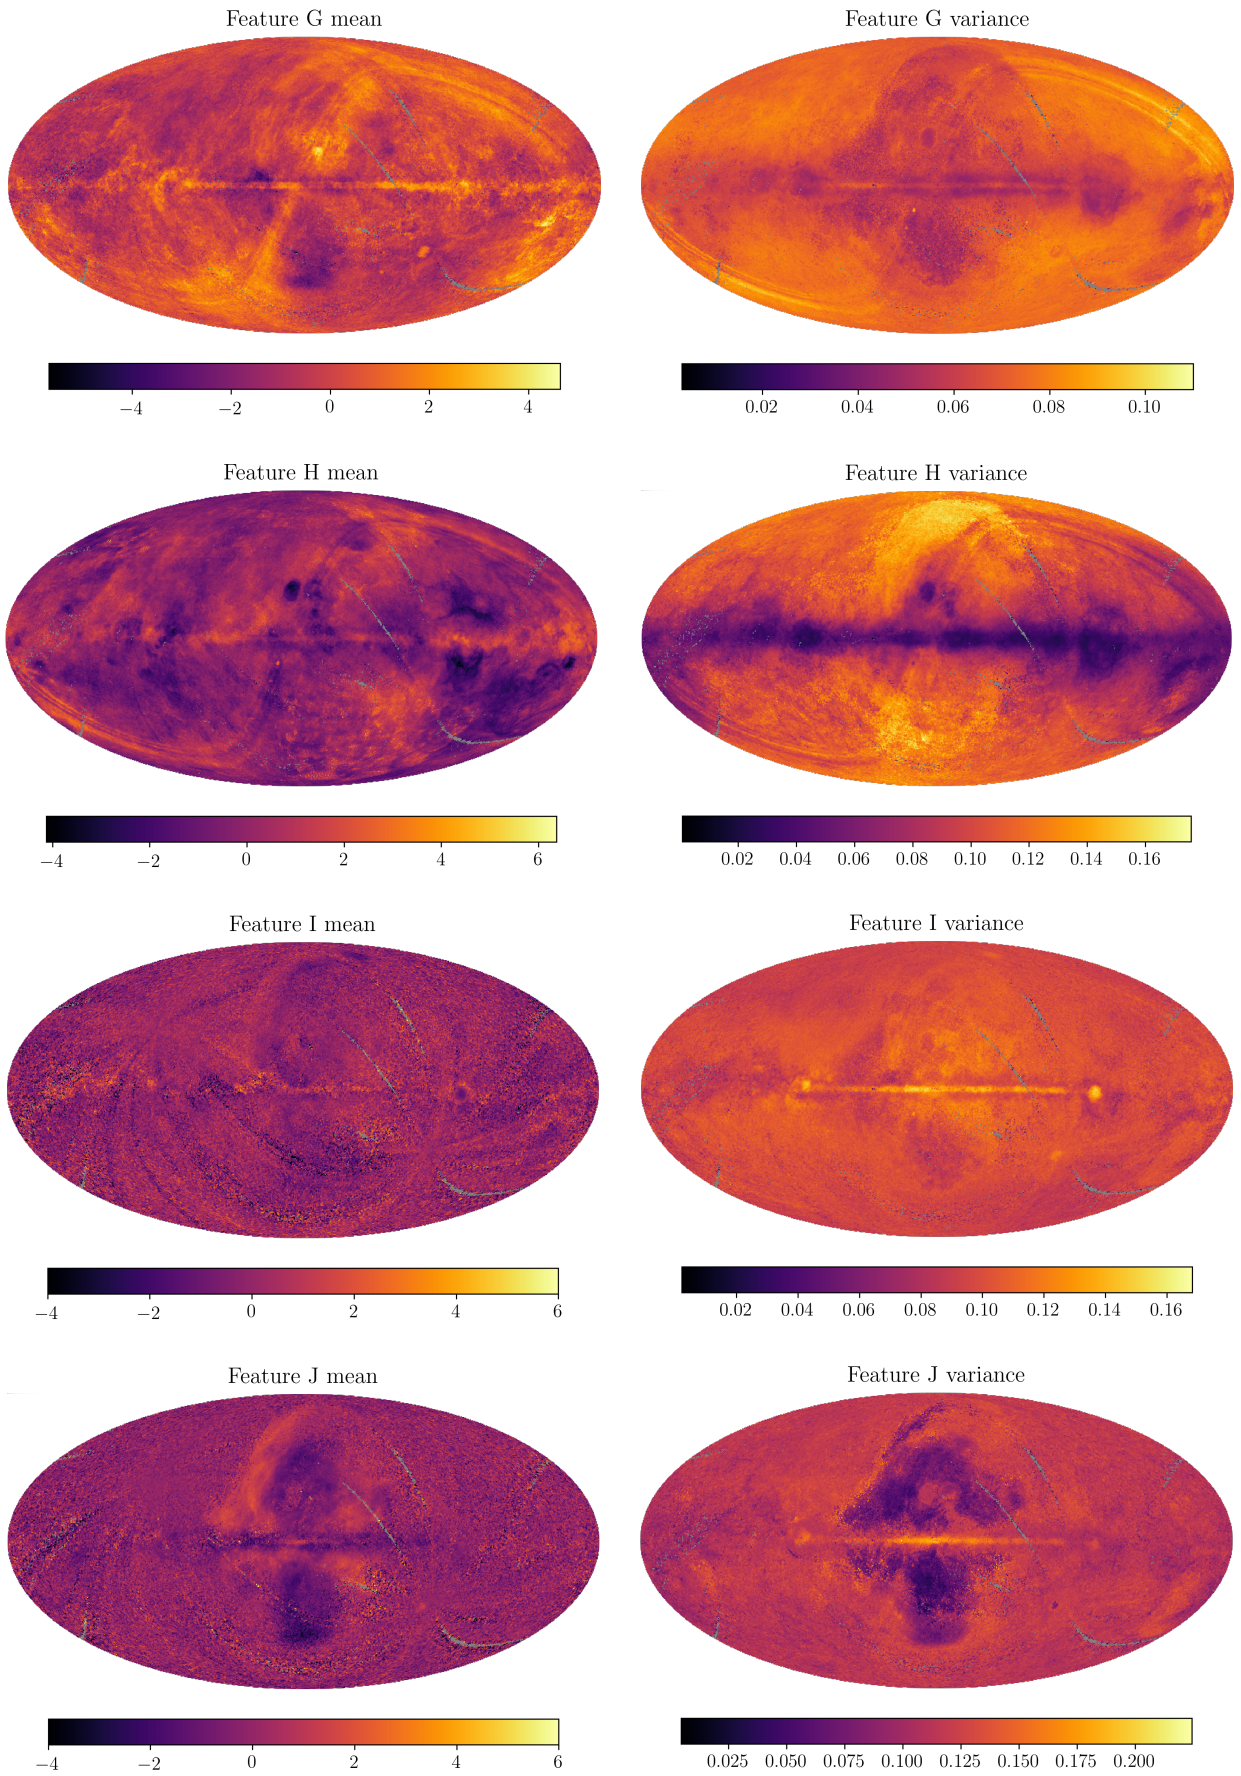 Feature G mean
Feature G variance
−4 −2 0 2 4
0.02 0.04 0.06 0.08 0.10
Feature H mean
Feature H variance
−4 −2 0 2 4 6
0.02 0.04 0.06 0.08 0.10 0.12 0.14 0.16
Feature I mean
Feature I variance
−4 −2 0 2 4 6
0.02 0.04 0.06 0.08 0.10 0.12 0.14 0.16
Feature J mean
Feature J variance
−4 −2 0 2 4 6
0.025 0.050 0.075 0.100 0.125 0.150 0.175 0.200